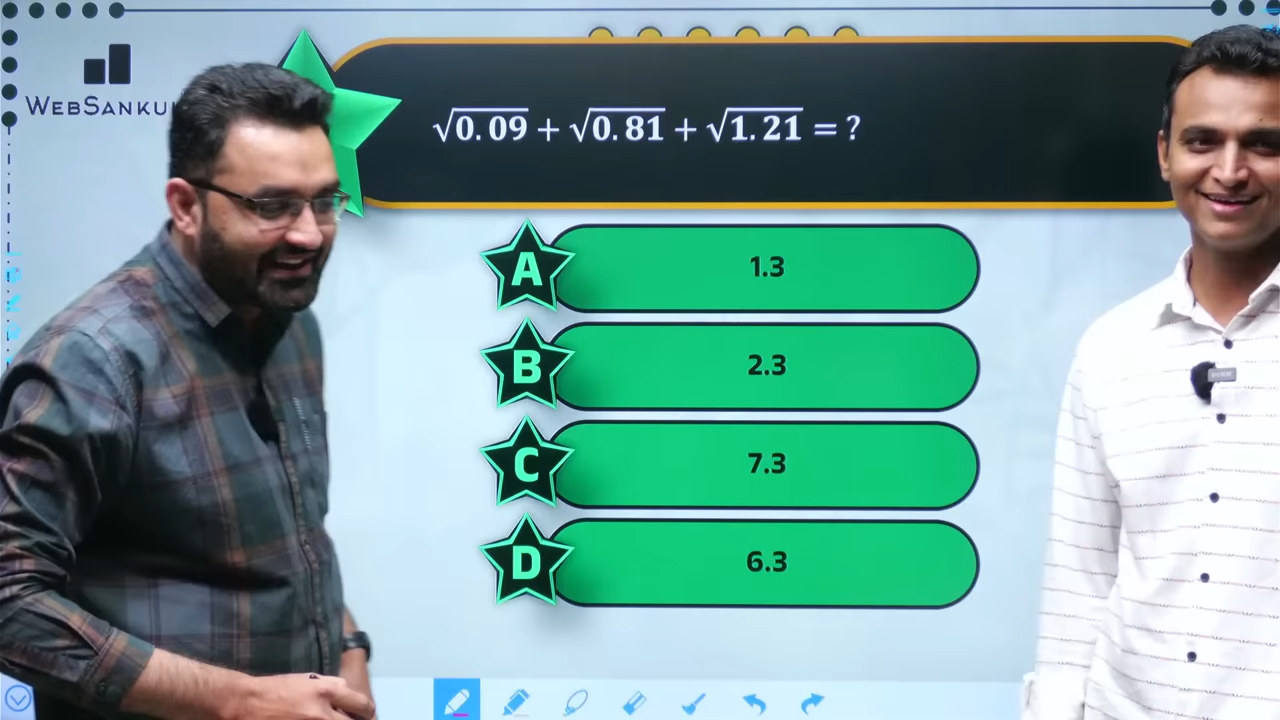 WEBSANKU
√0.09 + √0.81 + √1.21 = ?
A 1.3
B 2.3
C 7.3
D 6.3